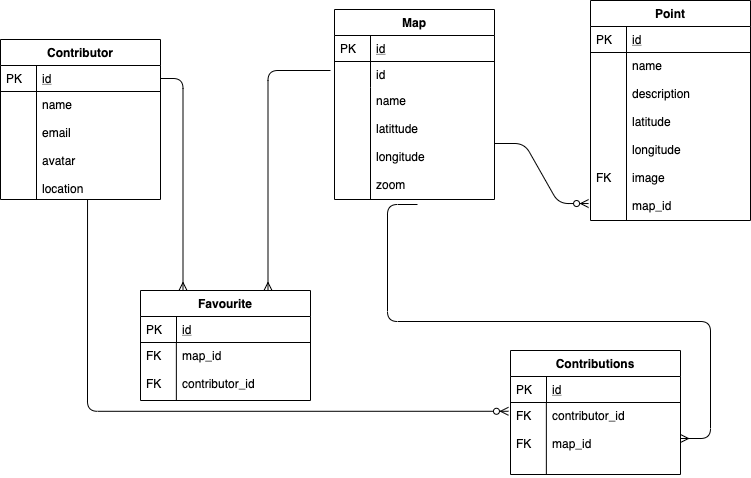 Contributor
PK id
name
email
avatar
location
Map
PK id
id
name
latittude
longitude
zoom
Point
PK id
name
description
latitude
longitude
FK image
map_id
Favourite
PK id
FK map_id
FK contributor_id
Contributions
PK id
FK contributor_id
FK map_id